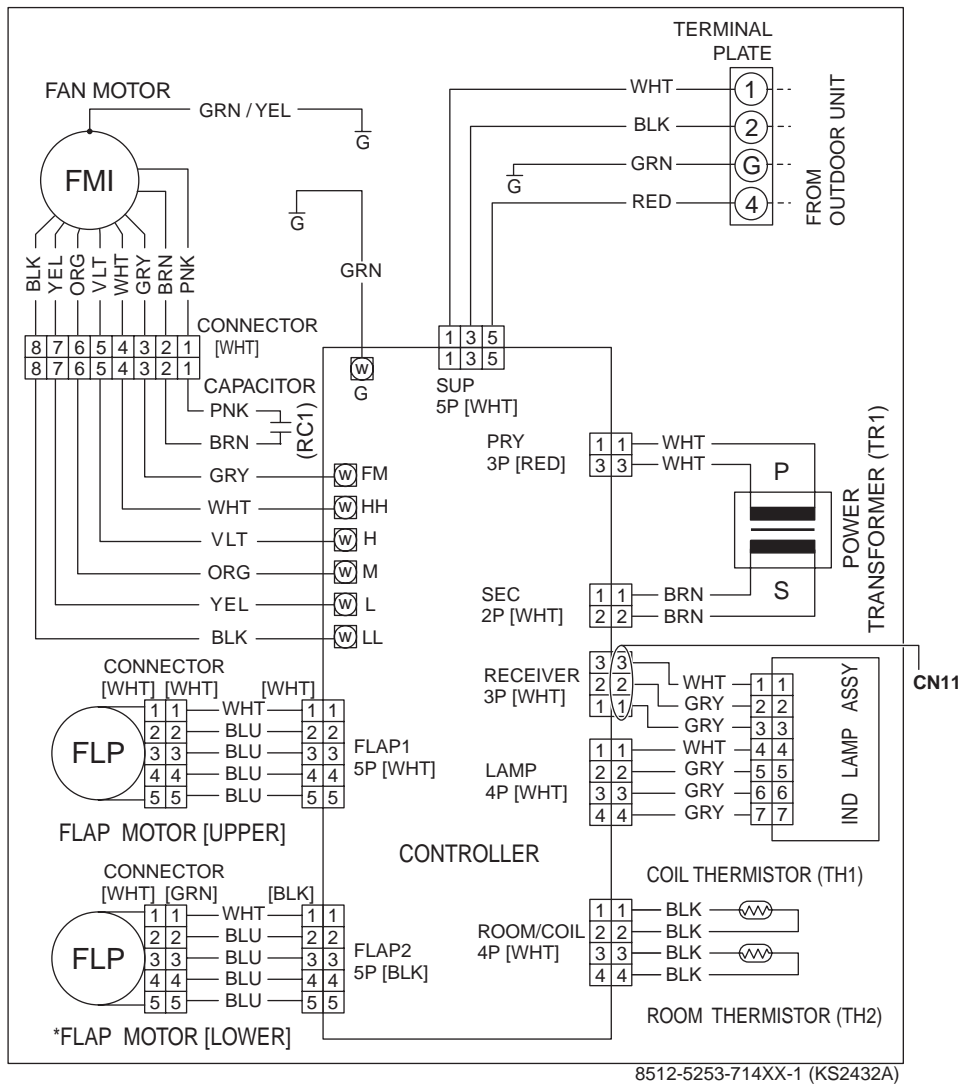 TERMINAL
PLATE
WHT 1
BLK 2
GRN G
RED 4
FROM
OUTDOOR UNIT
FAN MOTOR
GRN / YEL
G
FMI
G
G
GRN
BLK YEL ORG VLT WHT GRY BRN PNK
CONNECTOR
[WHT]
8 7 6 5 4 3 2 1
8 7 6 5 4 3 2 1
1 3 5
1 3 5
SUP
5P [WHT]
W
G
CAPACITOR
(RC1)
PNK
BRN
GRY W FM
WHT W HH
VLT W H
ORG W M
YEL W L
BLK W LL
PRY
3P [RED]
1 1 WHT
3 3 WHT
P
S
POWER
TRANSFORMER (TR1)
SEC
2P [WHT]
1 1 BRN
2 2 BRN
RECEIVER
3P [WHT]
3 3
2 2
1 1
CN11
WHT 1 1
GRY 2 2
GRY 3 3
LAMP
4P [WHT]
1 1 WHT 4 4
2 2 GRY 5 5
3 3 GRY 6 6
4 4 GRY 7 7
IND LAMP ASSY
CONNECTOR
[WHT] [WHT] [WHT]
FLP
1 1 WHT 1 1
2 2 BLU 2 2
3 3 BLU 3 3
4 4 BLU 4 4
5 5 BLU 5 5
FLAP1
5P [WHT]
FLAP MOTOR [UPPER]
CONTROLLER
CONNECTOR
[WHT] [GRN] [BLK]
FLP
1 1 WHT 1 1
2 2 BLU 2 2
3 3 BLU 3 3
4 4 BLU 4 4
5 5 BLU 5 5
FLAP2
5P [BLK]
*FLAP MOTOR [LOWER]
COIL THERMISTOR (TH1)
ROOM/COIL
4P [WHT]
1 1 BLK
2 2 BLK
3 3 BLK
4 4 BLK
ROOM THERMISTOR (TH2)
8512-5253-714XX-1 (KS2432A)